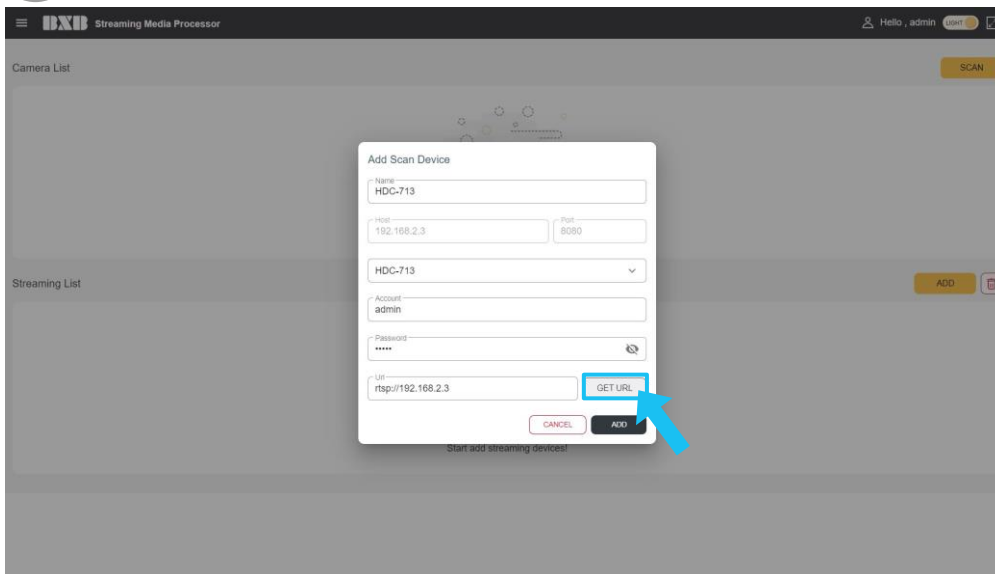 BXB Streaming Media Processor
Hello , admin LIGHT
Camera List
SCAN
Add Scan Device
Name
HDC-713
Host
192.168.2.3
Port
8080
HDC-713
Streaming List
ADD
Account
admin
Password
•••••
Url
rtsp://192.168.2.3
GET URL
CANCEL
ADD
Start add streaming devices!